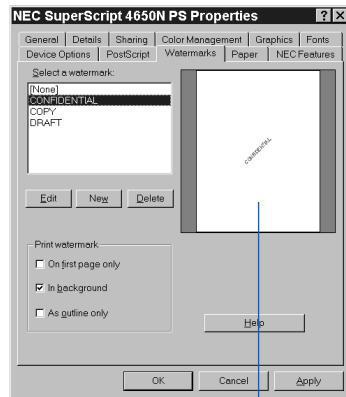 NEC SuperScript 4650N PS Properties
General Details Sharing Color Management Graphics Fonts
Device Options PostScript Watermarks Paper NEC Features
Select a watermark:
[None]
CONFIDENTIAL
COPY
DRAFT
CONFIDENTIAL
Edit New Delete
Print watermark
On first page only
In background
As outline only
Help
OK Cancel Apply